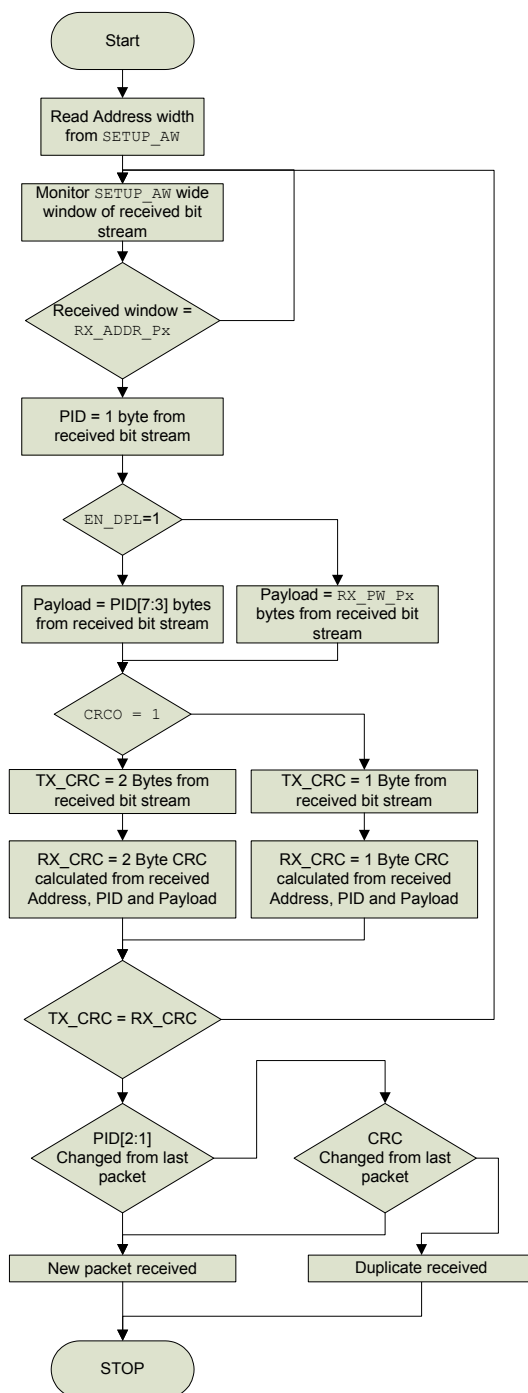 Start
Read Address width
from SETUP_AW
Monitor SETUP_AW wide
window of received bit
stream
Received window =
RX_ADDR_Px
PID = 1 byte from
received bit stream
EN_DPL=1
Payload = PID[7:3] bytes
from received bit stream
Payload = RX_PW_Px
bytes from received bit
stream
CRCO = 1
TX_CRC = 2 Bytes from
received bit stream
TX_CRC = 1 Byte from
received bit stream
RX_CRC = 2 Byte CRC
calculated from received
Address, PID and Payload
RX_CRC = 1 Byte CRC
calculated from received
Address, PID and Payload
TX_CRC = RX_CRC
PID[2:1]
Changed from last
packet
CRC
Changed from last
packet
New packet received
Duplicate received
STOP